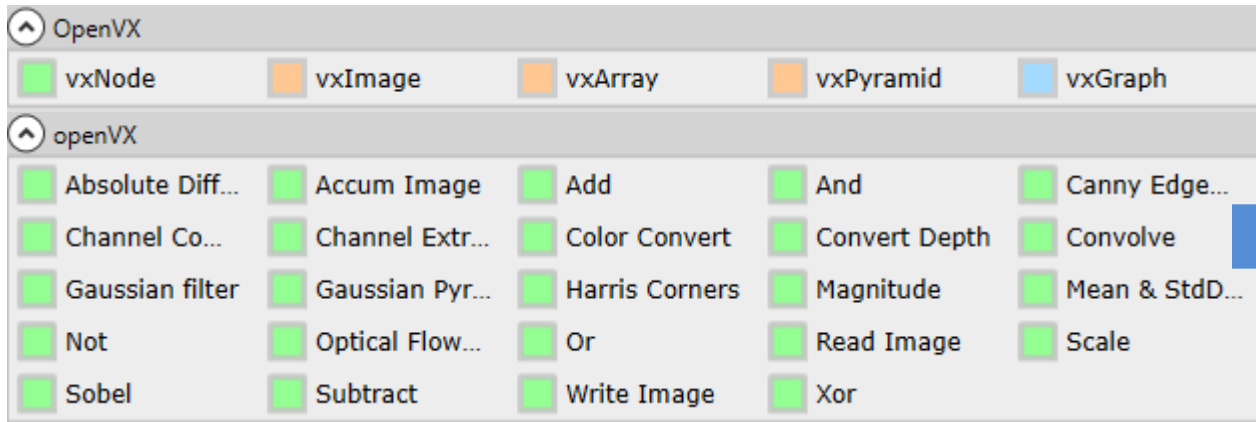 OpenVX
vxNode vxImage vxArray vxPyramid vxGraph
openVX
Absolute Diff... Accum Image Add And Canny Edge...
Channel Co... Channel Extr... Color Convert Convert Depth Convolve
Gaussian filter Gaussian Pyr... Harris Corners Magnitude Mean & StdD...
Not Optical Flow... Or Read Image Scale
Sobel Subtract Write Image Xor